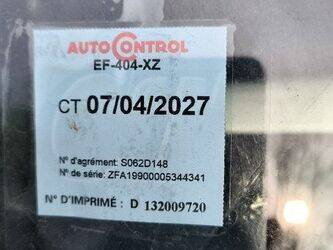 AUTOCONTROL
EF-404-XZ
CT 07/04/2027
N° d'agrément: S062D148
N° de série: ZFA19900005344341
N° D'IMPRIMÉ: D 132009720